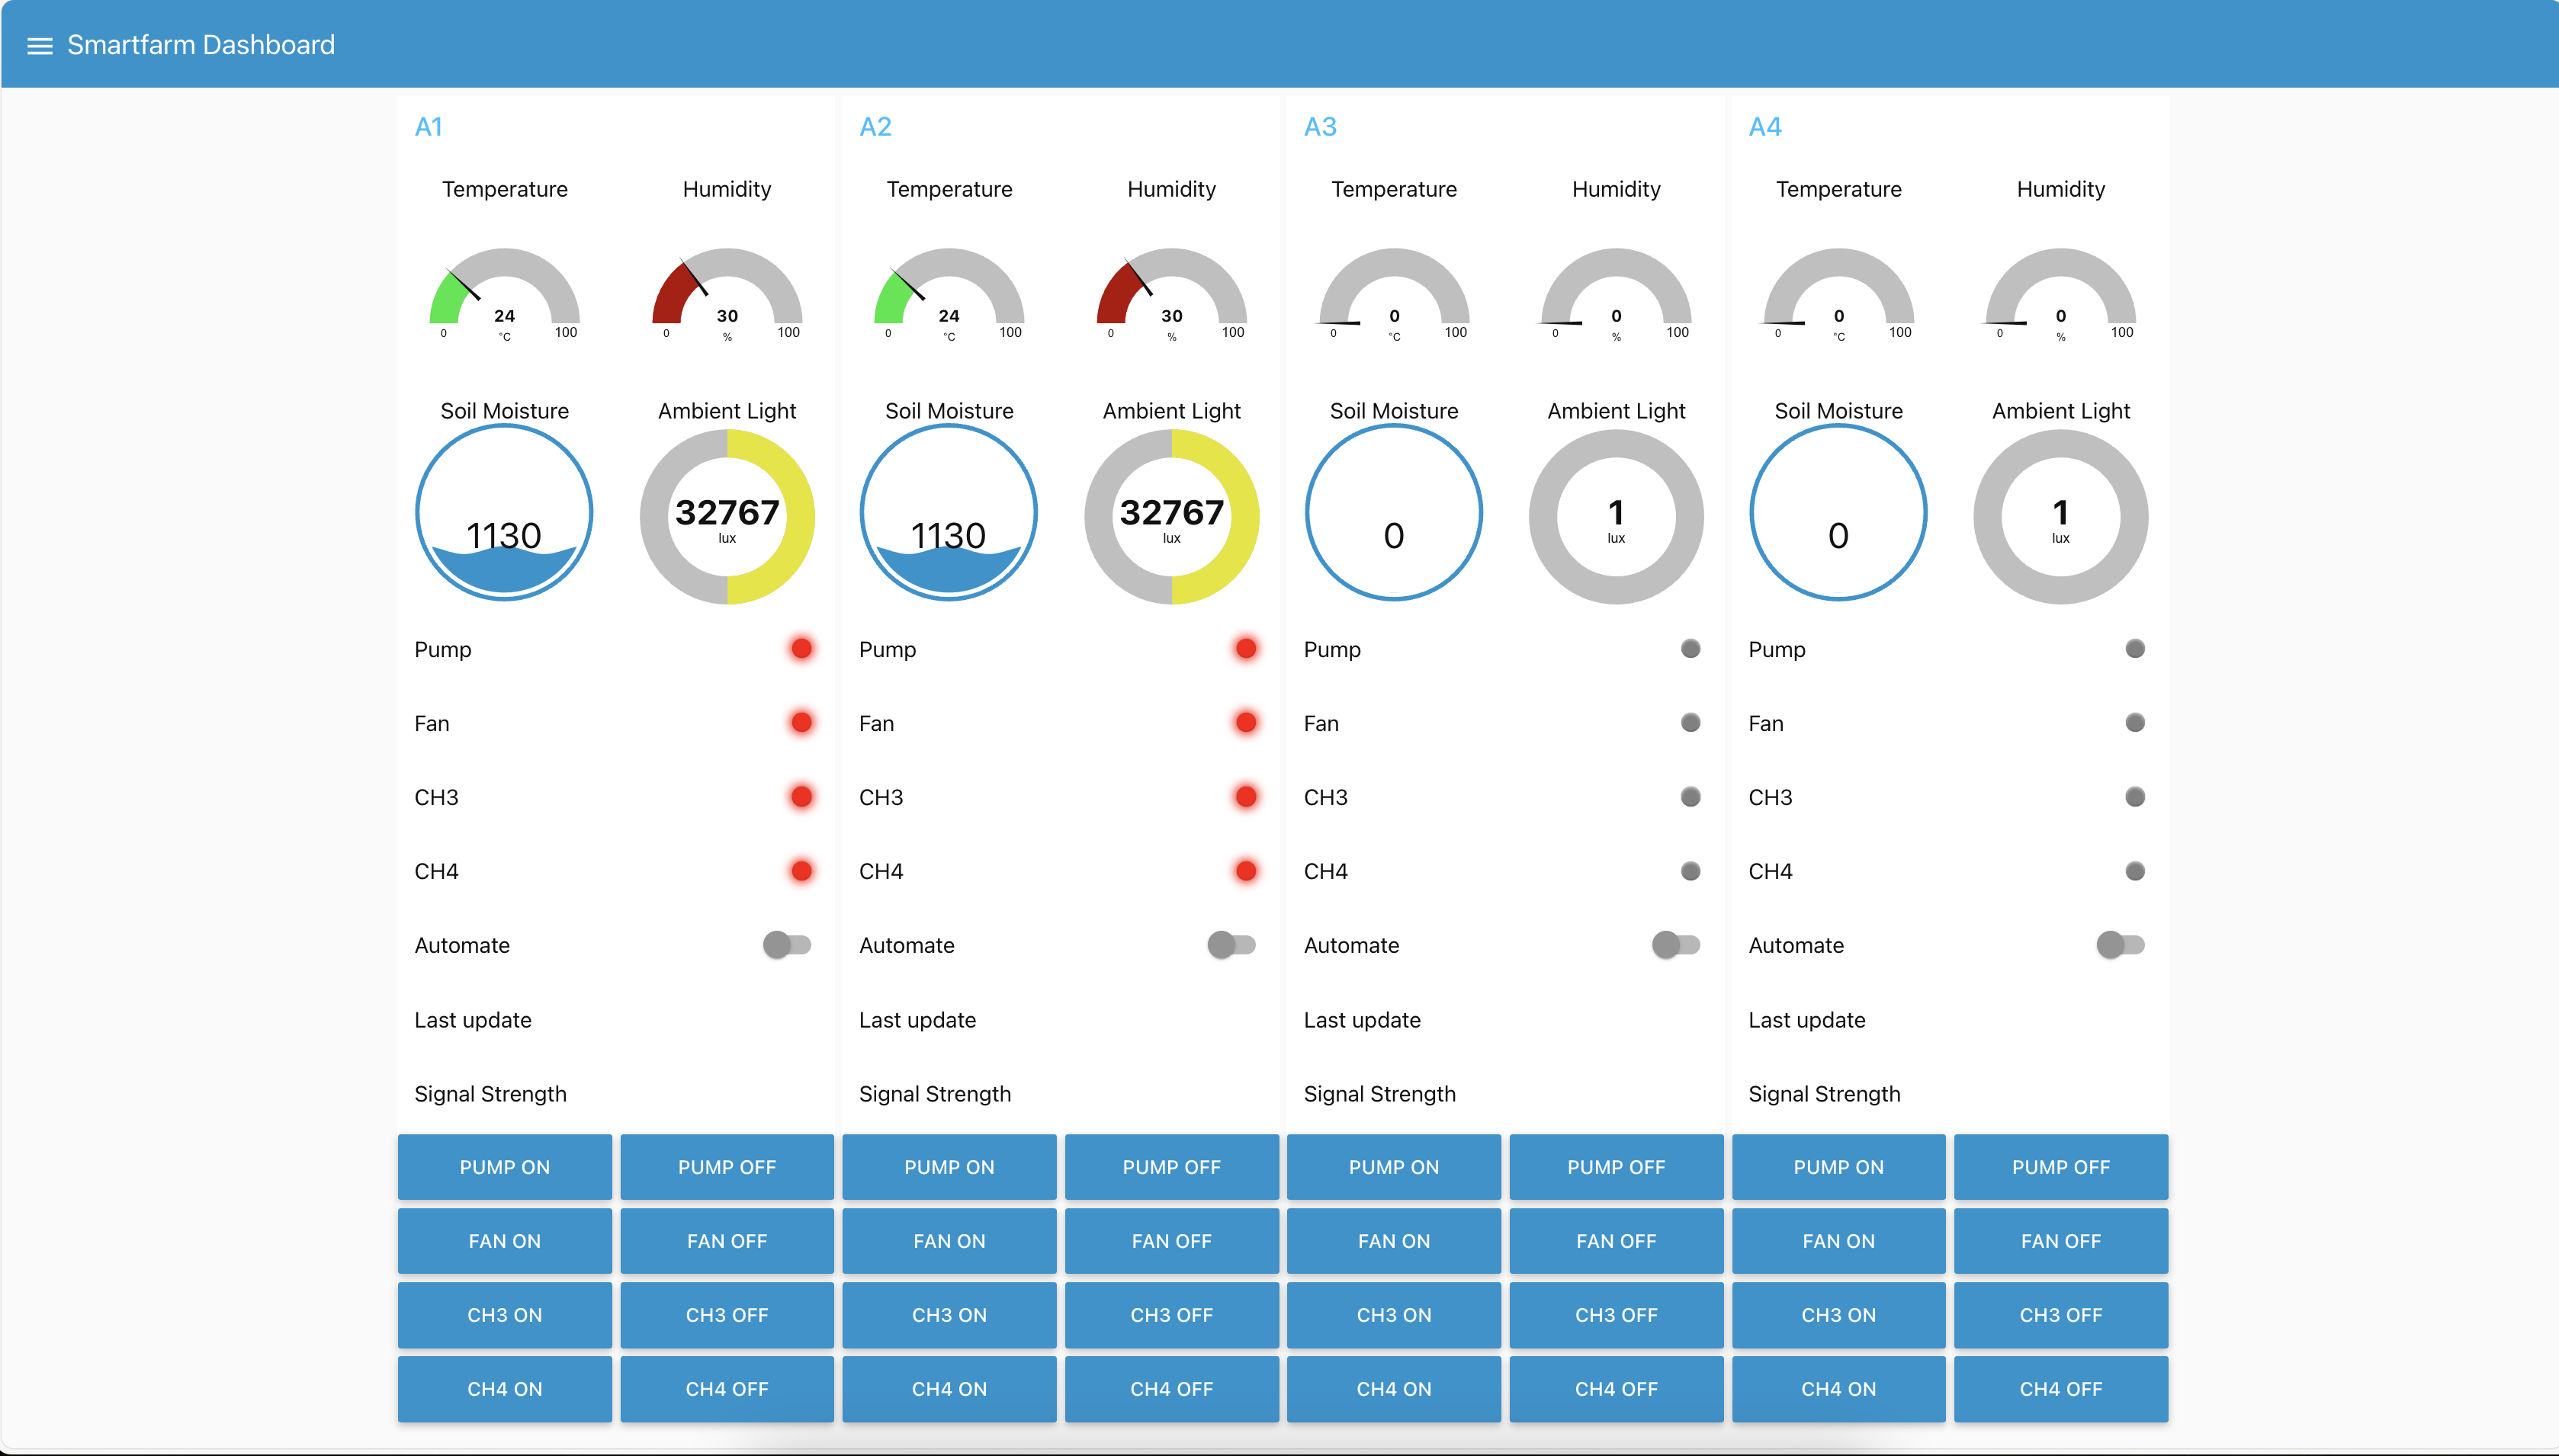 Smartfarm Dashboard
A1
Temperature Humidity
24 30
0 °C 100 0 % 100
Soil Moisture Ambient Light
1130 32767
lux
Pump
Fan
CH3
CH4
Automate
Last update
Signal Strength
PUMP ON PUMP OFF
FAN ON FAN OFF
CH3 ON CH3 OFF
CH4 ON CH4 OFF
A2
Temperature Humidity
24 30
0 °C 100 0 % 100
Soil Moisture Ambient Light
1130 32767
lux
Pump
Fan
CH3
CH4
Automate
Last update
Signal Strength
PUMP ON PUMP OFF
FAN ON FAN OFF
CH3 ON CH3 OFF
CH4 ON CH4 OFF
A3
Temperature Humidity
0 0
0 °C 100 0 % 100
Soil Moisture Ambient Light
0 1
lux
Pump
Fan
CH3
CH4
Automate
Last update
Signal Strength
PUMP ON PUMP OFF
FAN ON FAN OFF
CH3 ON CH3 OFF
CH4 ON CH4 OFF
A4
Temperature Humidity
0 0
0 °C 100 0 % 100
Soil Moisture Ambient Light
0 1
lux
Pump
Fan
CH3
CH4
Automate
Last update
Signal Strength
PUMP ON PUMP OFF
FAN ON FAN OFF
CH3 ON CH3 OFF
CH4 ON CH4 OFF